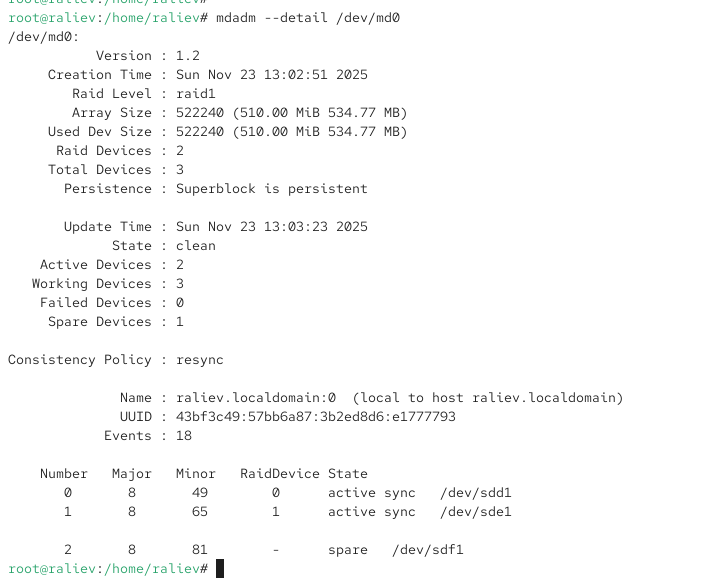 root@raliev:/home/raliev#
root@raliev:/home/raliev# mdadm --detail /dev/md0
/dev/md0:
           Version : 1.2
     Creation Time : Sun Nov 23 13:02:51 2025
        Raid Level : raid1
        Array Size : 522240 (510.00 MiB 534.77 MB)
     Used Dev Size : 522240 (510.00 MiB 534.77 MB)
      Raid Devices : 2
     Total Devices : 3
       Persistence : Superblock is persistent

       Update Time : Sun Nov 23 13:03:23 2025
             State : clean
    Active Devices : 2
   Working Devices : 3
    Failed Devices : 0
     Spare Devices : 1

Consistency Policy : resync

              Name : raliev.localdomain:0  (local to host raliev.localdomain)
              UUID : 43bf3c49:57bb6a87:3b2ed8d6:e1777793
            Events : 18

    Number   Major   Minor   RaidDevice State
       0       8       49        0      active sync   /dev/sdd1
       1       8       65        1      active sync   /dev/sde1

       2       8       81        -      spare   /dev/sdf1
root@raliev:/home/raliev#